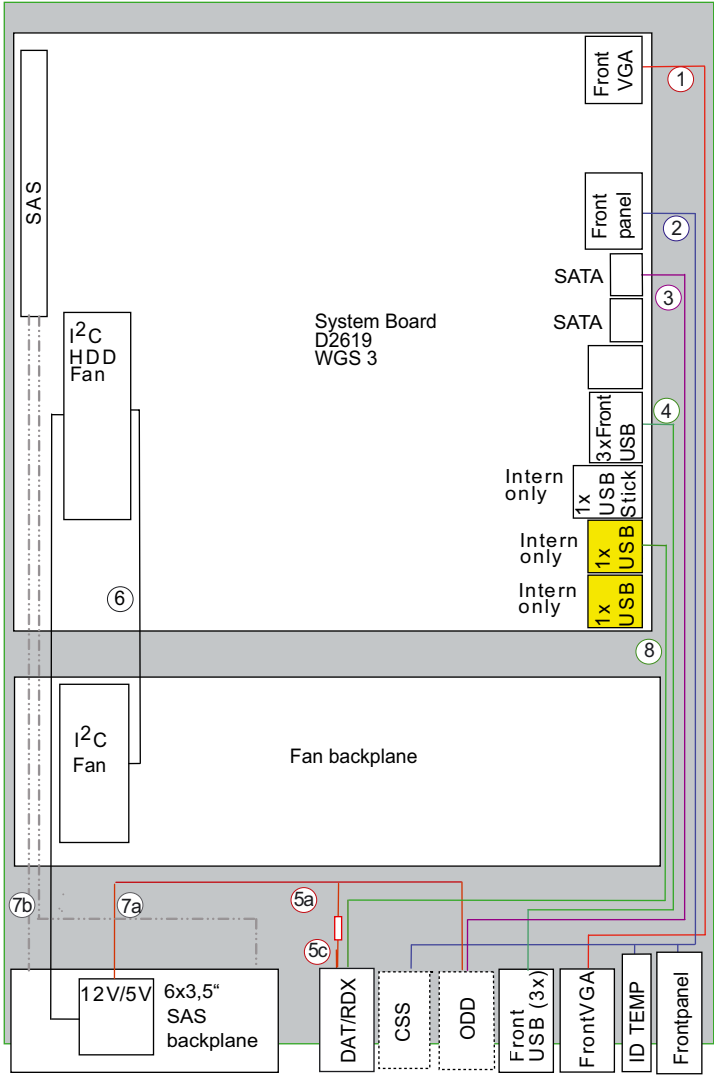 Front
VGA
1
SAS
Front
panel
2
SATA
3
I2C
HDD
Fan
System Board
D2619
WGS 3
SATA
4
3xFront
USB
Intern
only
1x
USB
Stick
Intern
only
1x
USB
Intern
only
1x
USB
6
8
I2C
Fan
Fan backplane
7b
7a
5a
5c
12V/5V
6x3,5“
SAS
backplane
DAT/RDX
CSS
ODD
Front
USB (3x)
FrontVGA
ID TEMP
Frontpanel